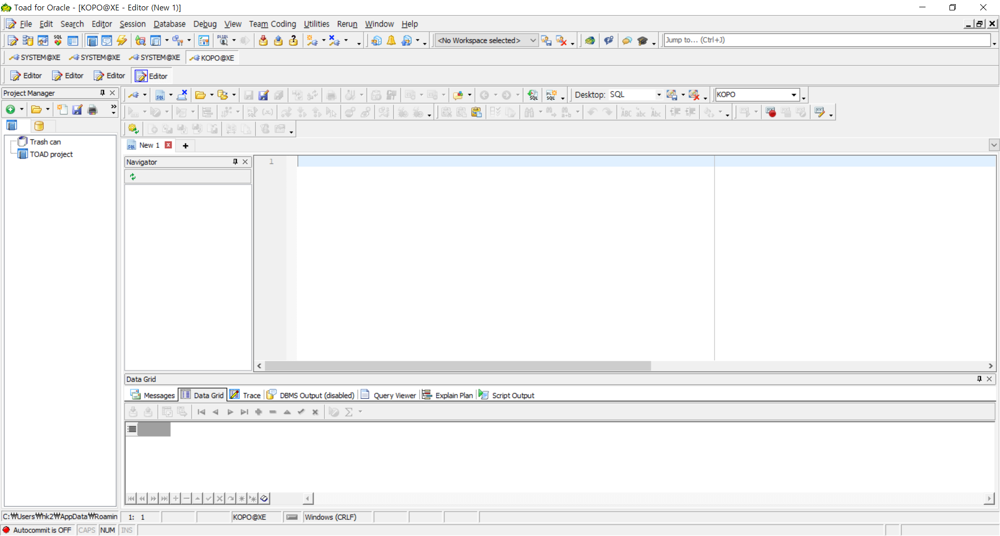 Toad for Oracle - [KOPO@XE - Editor (New 1)]
File Edit Search Editor Session Database Debug View Team Coding Utilities Rerun Window Help
<No Workspace selected> Jump to... (Ctrl+J)
SYSTEM@XE SYSTEM@XE SYSTEM@XE KOPO@XE
Editor Editor Editor Editor
Project Manager
Desktop: SQL KOPO
New 1
Trash can
TOAD project
Navigator
1
Data Grid
Messages Data Grid Trace DBMS Output (disabled) Query Viewer Explain Plan Script Output
C:₩Users₩hk2₩AppData₩Roamin 1: 1 KOPO@XE Windows (CRLF)
Autocommit is OFF CAPS NUM INS